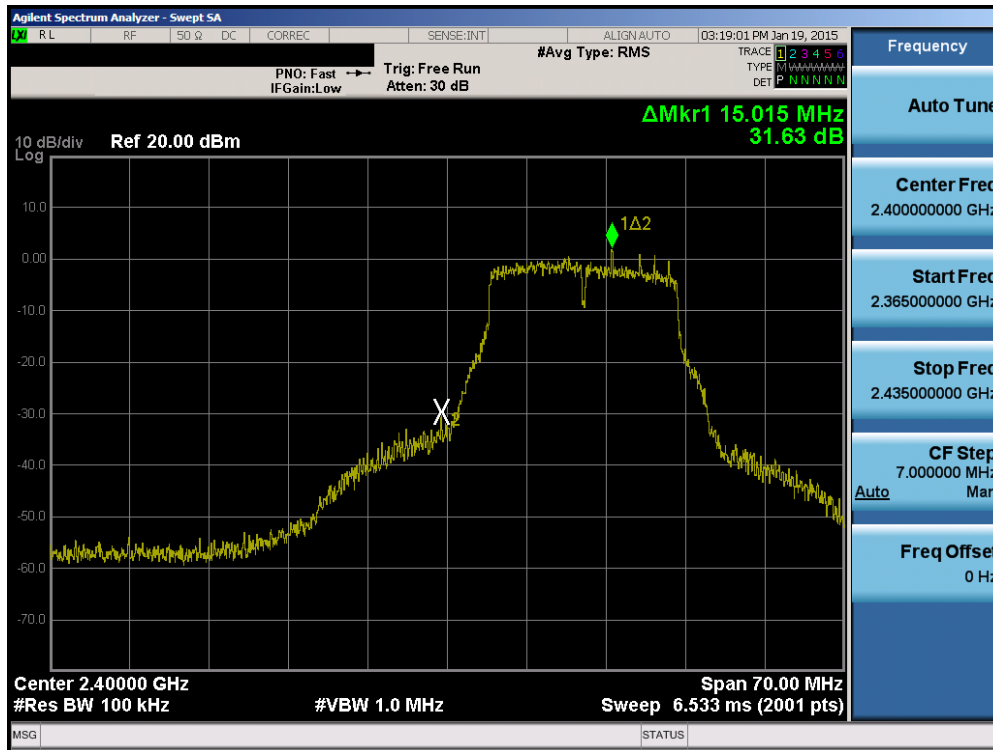 Agilent Spectrum Analyzer - Swept SA
LXI RL RF 50 Ω DC CORREC SENSE:INT ALIGN AUTO 03:19:01 PM Jan 19, 2015
Frequency
#Avg Type: RMS
TRACE 1 2 3 4 5 6
PNO: Fast
Trig: Free Run
TYPE M WWWWW
IFGain:Low
Atten: 30 dB
DET P N N N N N
Auto Tune
ΔMkr1 15.015 MHz
31.63 dB
10 dB/div Ref 20.00 dBm
Log
10.0
0.00
-10.0
-20.0
-30.0
-40.0
-50.0
-60.0
-70.0
1Δ2
X
2
Center Freq
2.400000000 GHz
Start Freq
2.365000000 GHz
Stop Freq
2.435000000 GHz
CF Step
7.000000 MHz
Auto Man
Freq Offset
0 Hz
Center 2.40000 GHz
Span 70.00 MHz
#Res BW 100 kHz
#VBW 1.0 MHz
Sweep 6.533 ms (2001 pts)
MSG
STATUS